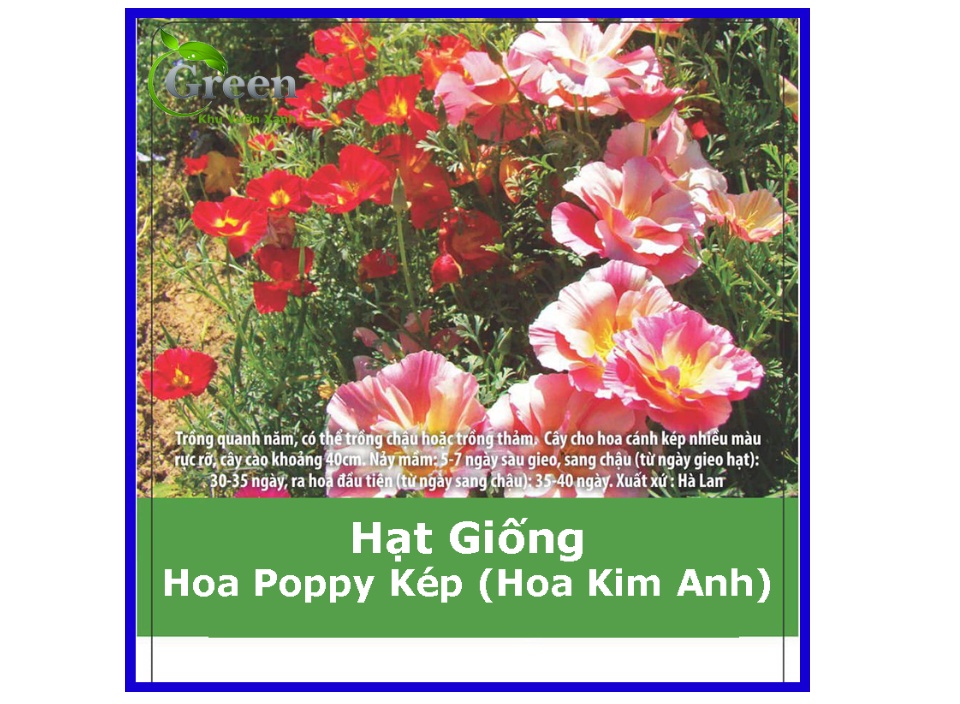 Green
Khu Vườn Xanh
Trồng quanh năm, có thể trồng chậu hoặc trồng thảm. Cây cho hoa cánh kép nhiều màu
rực rỡ, cây cao khoảng 40cm. Nảy mầm: 5-7 ngày sau gieo, sang chậu (từ ngày gieo hạt):
30-35 ngày, ra hoa đầu tiên (từ ngày sang chậu): 35-40 ngày. Xuất xứ : Hà Lan
Hạt Giống
Hoa Poppy Kép (Hoa Kim Anh)